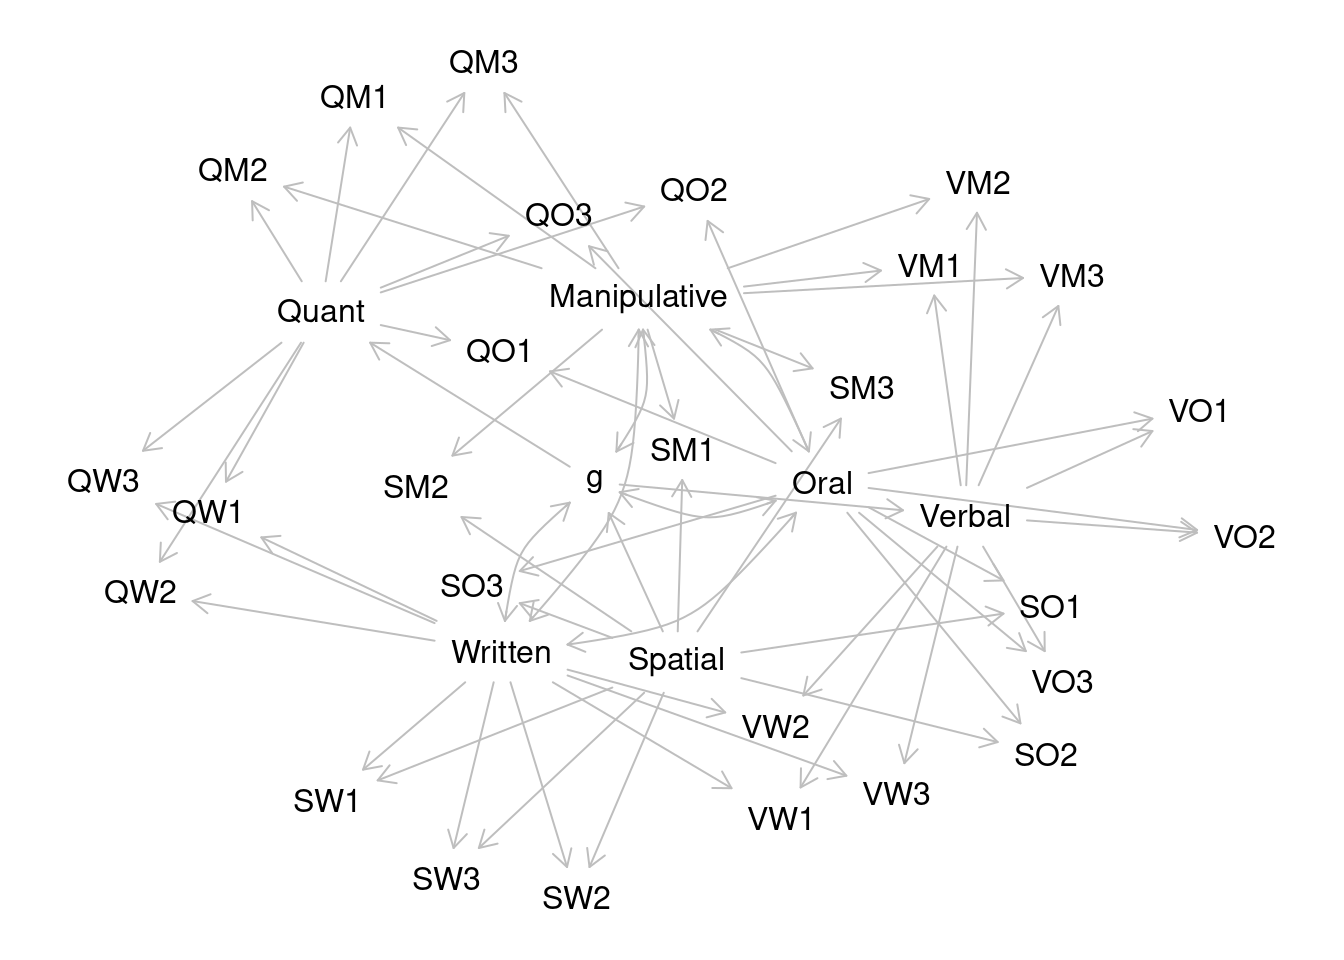 QM3
QM1
QM2
VM2
QO2
QO3
VM1
VM3
Manipulative
Quant
QO1
SM3
VO1
SM1
g
QW3
Oral
SM2
QW1
Verbal
VO2
SO3
QW2
SO1
Written
Spatial
VO3
VW2
SO2
VW3
SW1
VW1
SW3
SW2